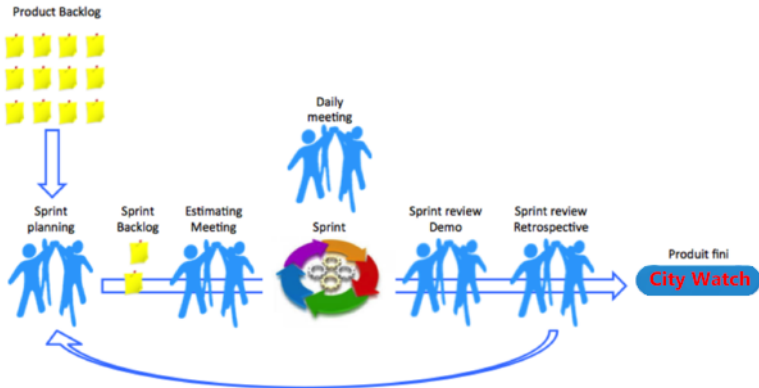 Product Backlog
Daily
meeting
Sprint
planning
Sprint
Backlog
Estimating
Meeting
Sprint
Sprint review
Demo
Sprint review
Retrospective
Produit fini
City Watch